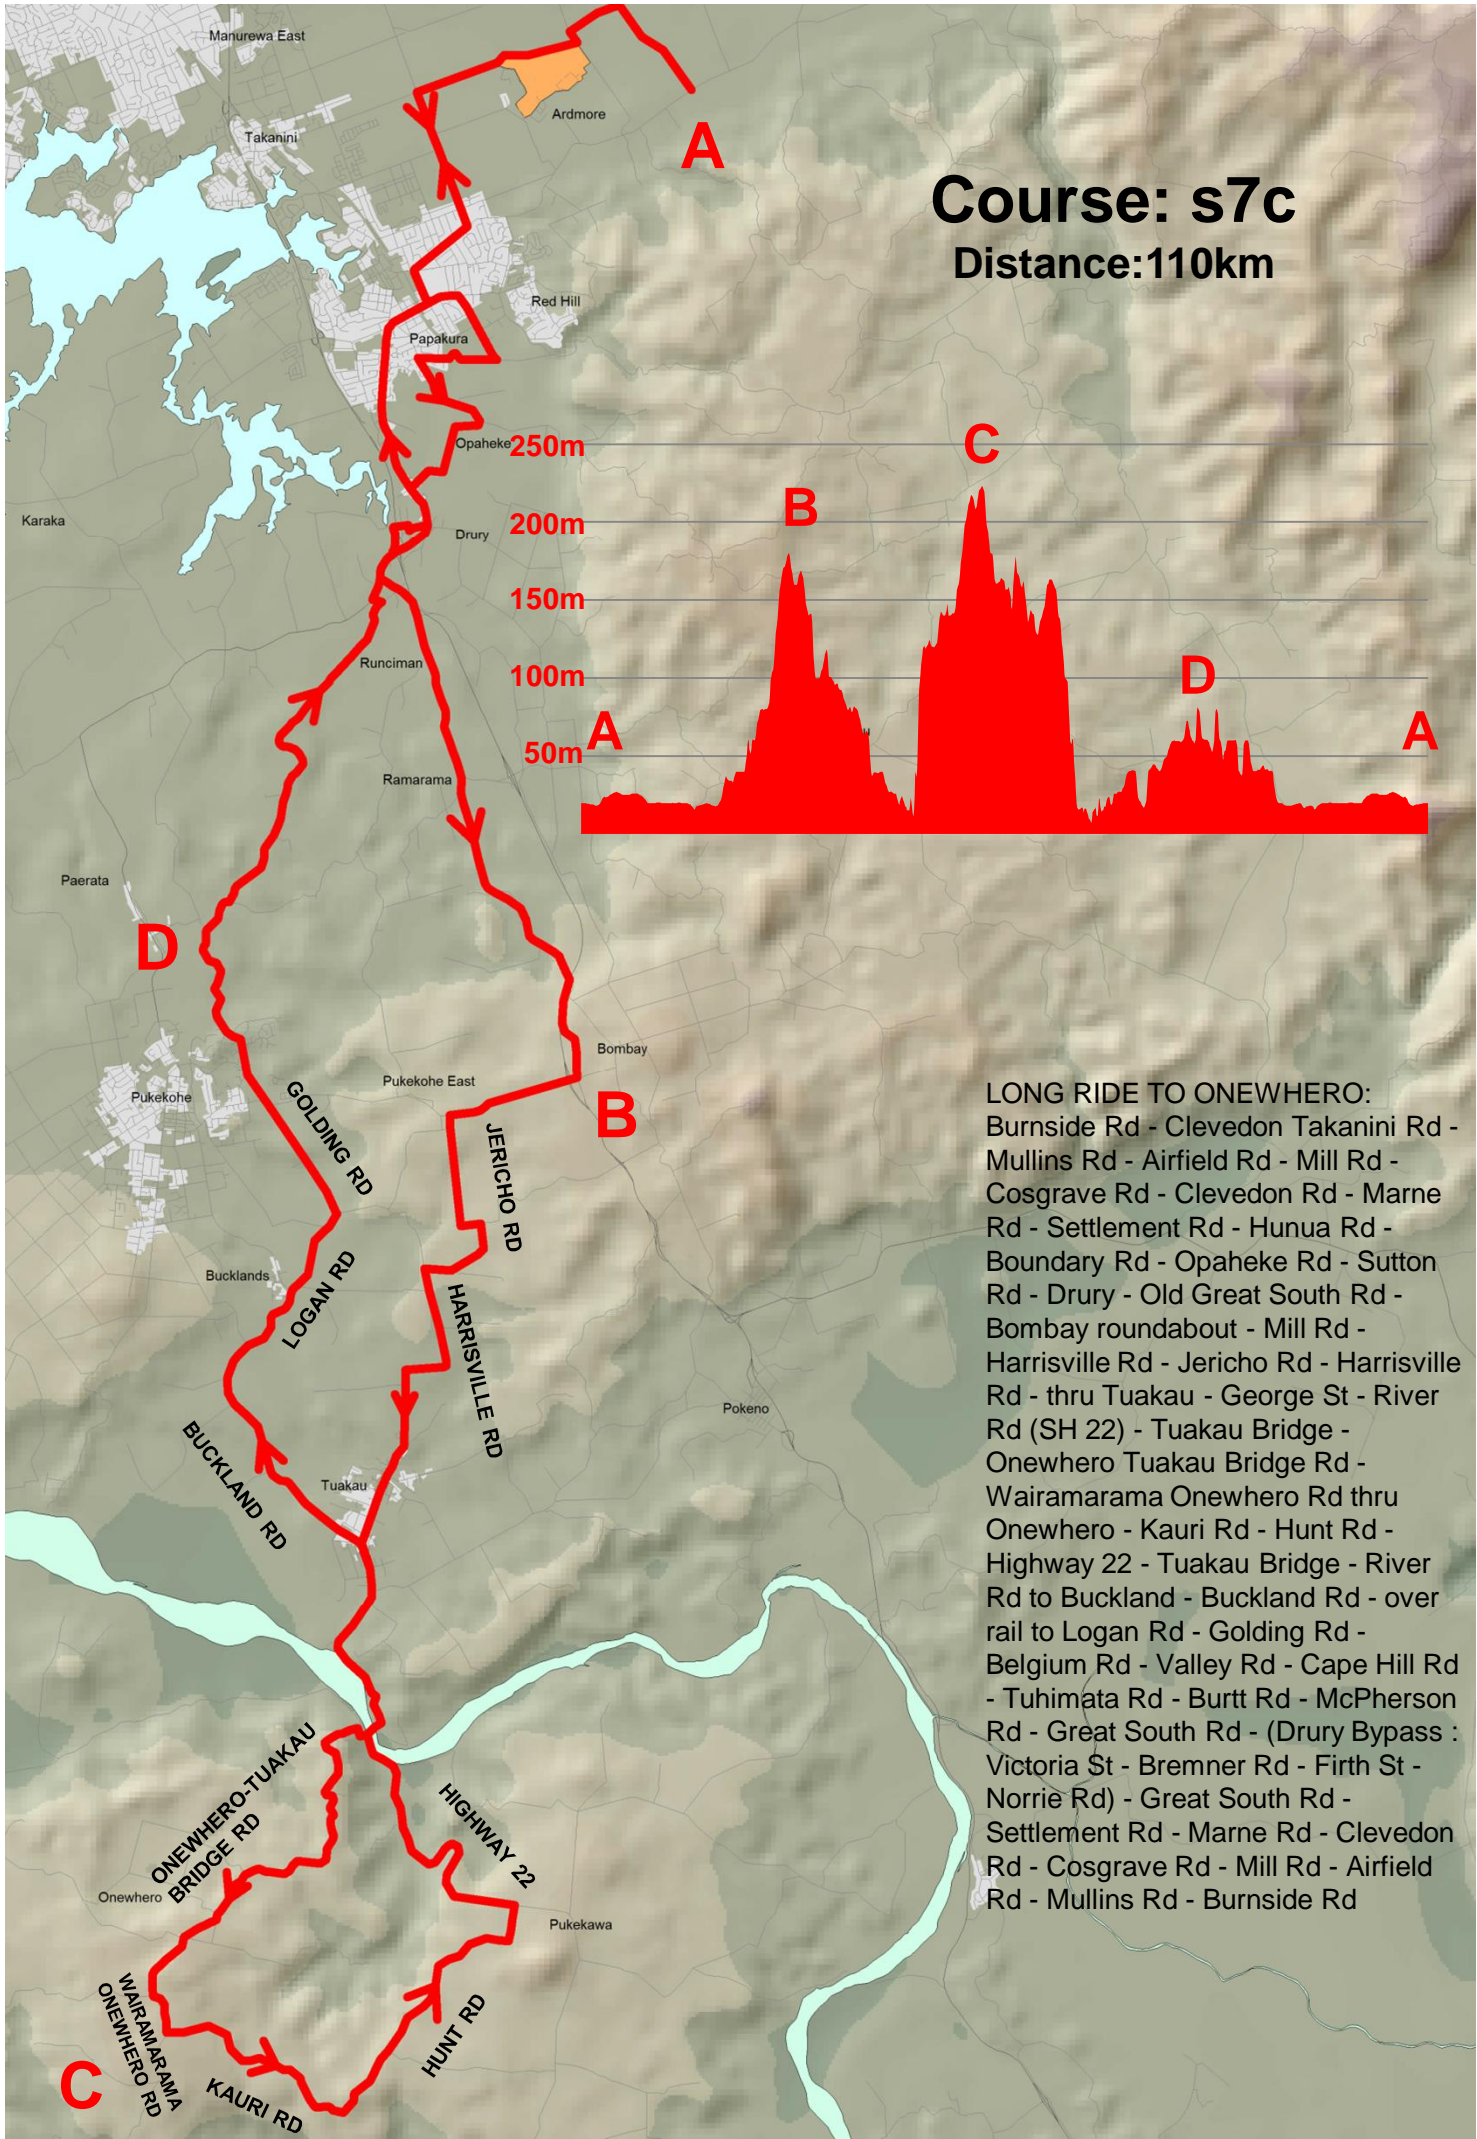 Manurewa East
Ardmore
Takanini
A
Course: s7c
Distance:110km
Red Hill
Papakura
Opaheke
Karaka
Drury
Runciman
Ramarama
Paerata
D
Bombay
Pukekohe East
B
Pukekohe
GOLDING RD
JERICHO RD
Bucklands
LOGAN RD
HARRISVILLE RD
Pokeno
BUCKLAND RD
Tuakau
ONEWHERO-TUAKAU
BRIDGE RD
HIGHWAY 22
Onewhero
Pukekawa
WAIRAMARAMA
ONEWHERO RD
HUNT RD
C
KAURI RD
250m
200m
150m
100m
50m
A
B
C
D
A
LONG RIDE TO ONEWHERO:
Burnside Rd - Clevedon Takanini Rd -
Mullins Rd - Airfield Rd - Mill Rd -
Cosgrave Rd - Clevedon Rd - Marne
Rd - Settlement Rd - Hunua Rd -
Boundary Rd - Opaheke Rd - Sutton
Rd - Drury - Old Great South Rd -
Bombay roundabout - Mill Rd -
Harrisville Rd - Jericho Rd - Harrisville
Rd - thru Tuakau - George St - River
Rd (SH 22) - Tuakau Bridge -
Onewhero Tuakau Bridge Rd -
Wairamarama Onewhero Rd thru
Onewhero - Kauri Rd - Hunt Rd -
Highway 22 - Tuakau Bridge - River
Rd to Buckland - Buckland Rd - over
rail to Logan Rd - Golding Rd -
Belgium Rd - Valley Rd - Cape Hill Rd
- Tuhimata Rd - Burtt Rd - McPherson
Rd - Great South Rd - (Drury Bypass :
Victoria St - Bremner Rd - Firth St -
Norrie Rd) - Great South Rd -
Settlement Rd - Marne Rd - Clevedon
Rd - Cosgrave Rd - Mill Rd - Airfield
Rd - Mullins Rd - Burnside Rd